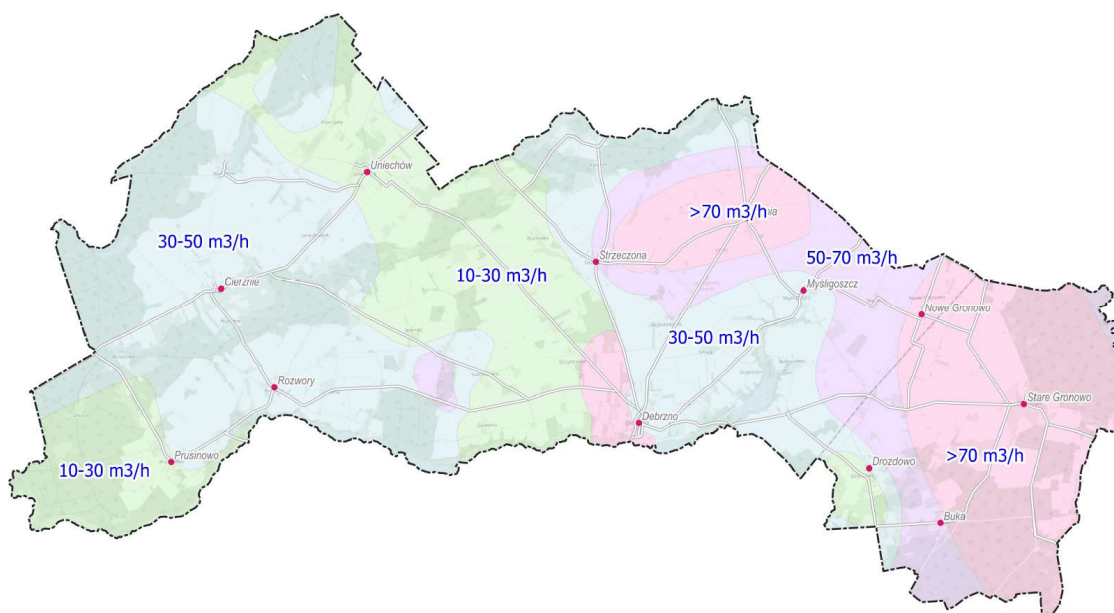 Uniechów
>70 m3/h
30-50 m3/h
50-70 m3/h
Strzeczona
10-30 m3/h
Cierznie
Myśligoszcz
Nowe Gronowo
30-50 m3/h
Rozwory
Stare Gronowo
Debrzno
>70 m3/h
Prusinowo
10-30 m3/h
Drozdowo
Buka